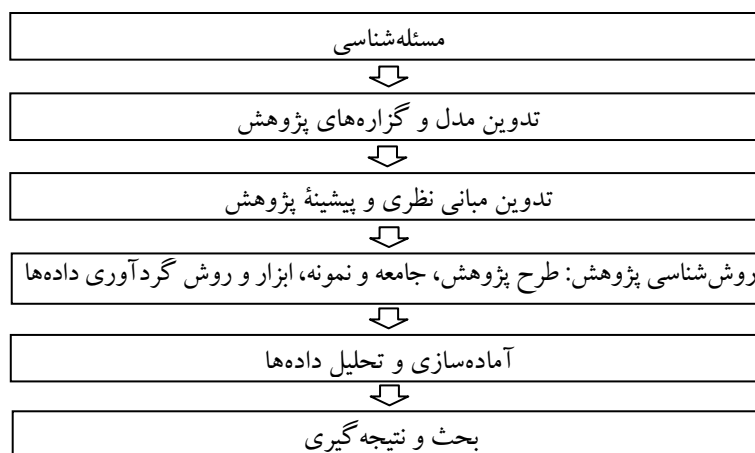 مسئله‌شناسی
تدوین مدل و گزاره‌های پژوهش
تدوین مبانی نظری و پیشینۀ پژوهش
روش‌شناسی پژوهش: طرح پژوهش، جامعه و نمونه، ابزار و روش گردآوری داده‌ها
آماده‌سازی و تحلیل داده‌ها
بحث و نتیجه‌گیری